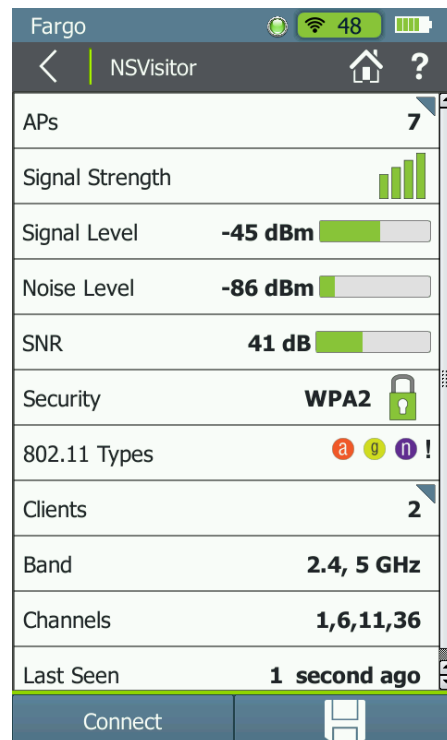 Fargo 48
NSVisitor ?
APs 7
Signal Strength
Signal Level -45 dBm
Noise Level -86 dBm
SNR 41 dB
Security WPA2
802.11 Types a g n !
Clients 2
Band 2.4, 5 GHz
Channels 1,6,11,36
Last Seen 1 second ago
Connect